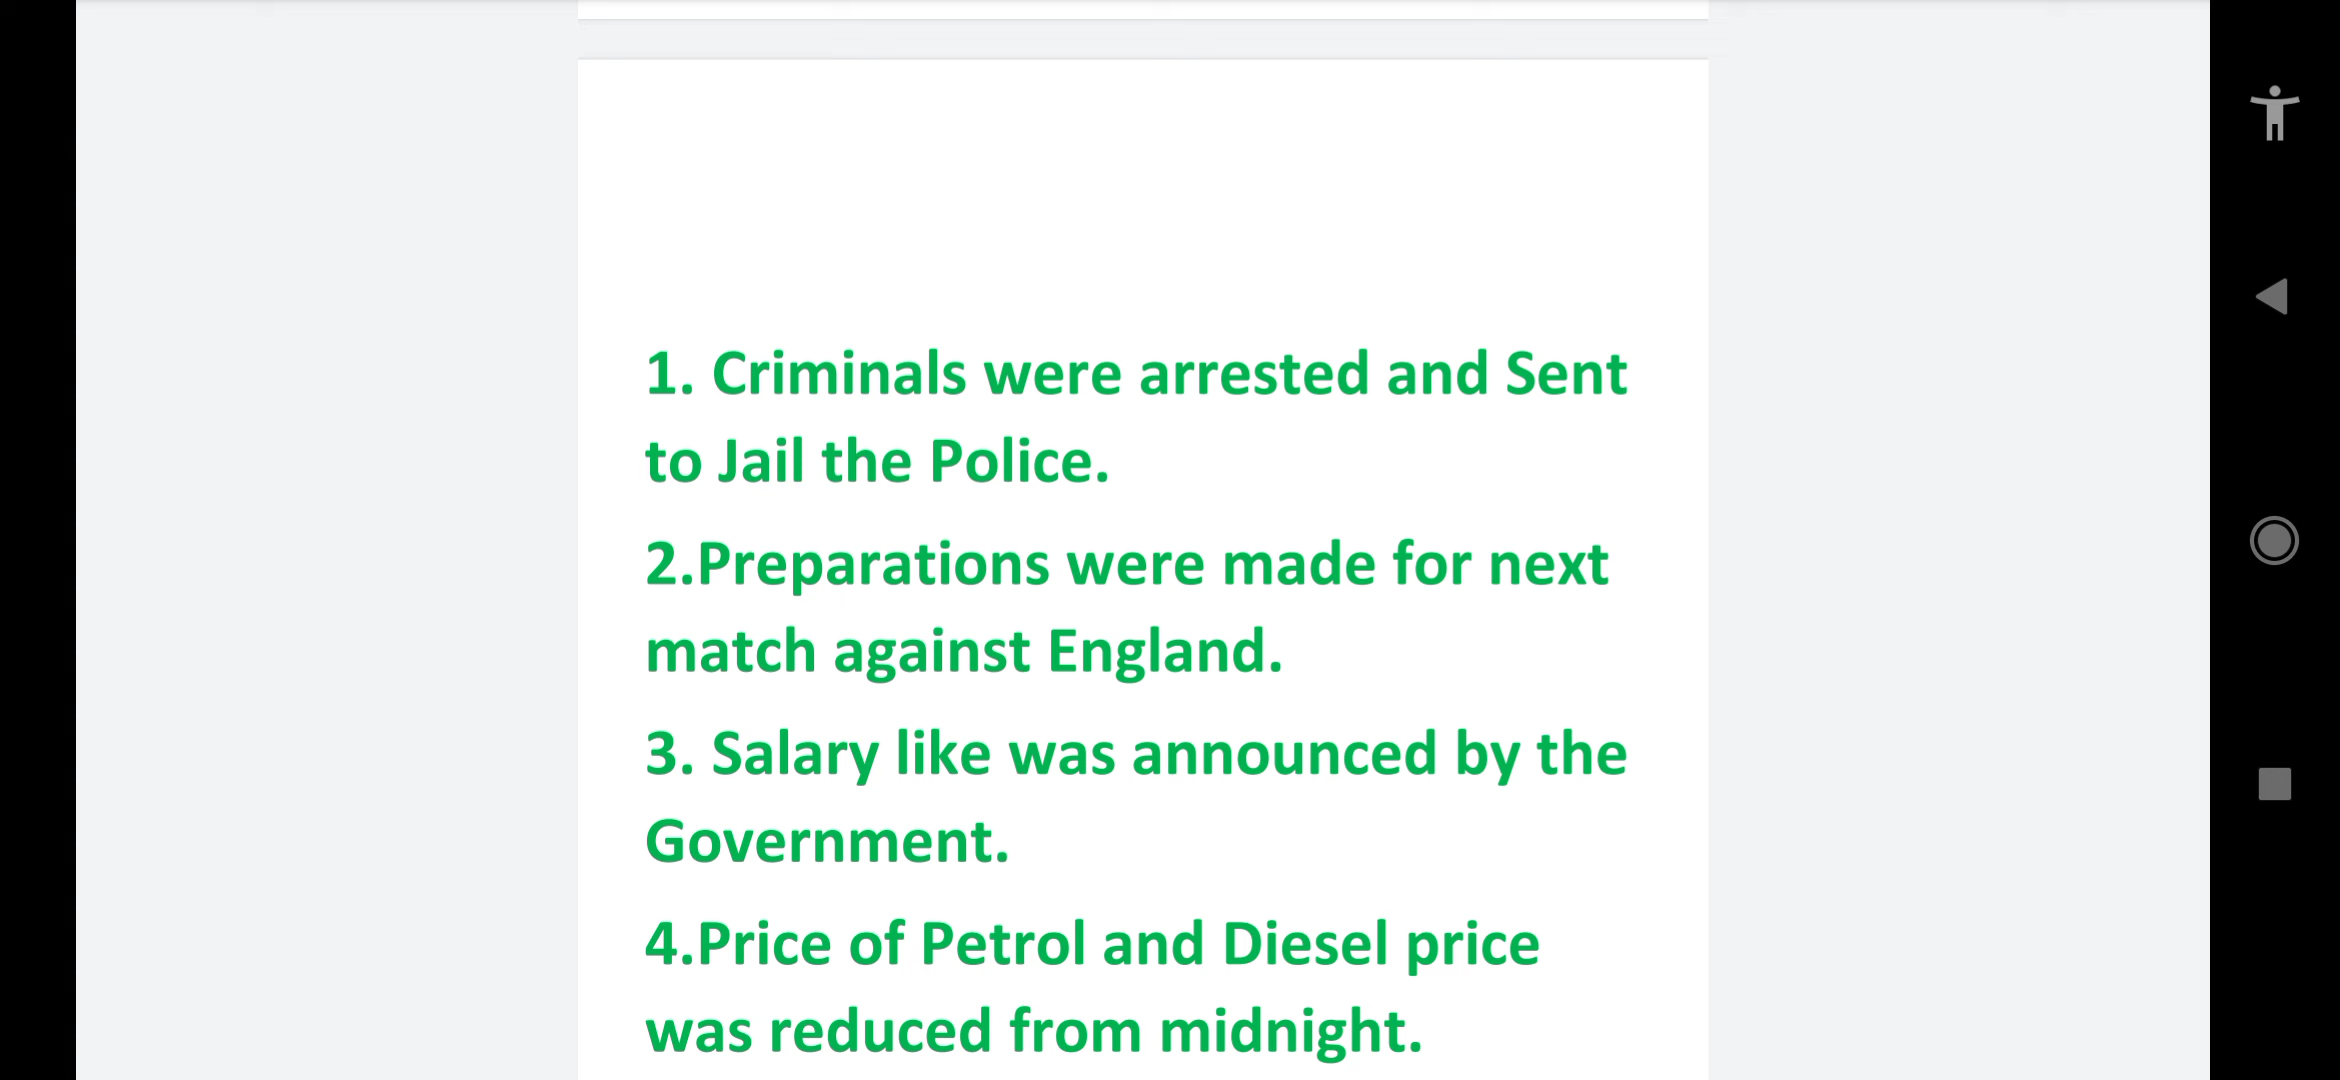 1. Criminals were arrested and Sent
to Jail the Police.
2.Preparations were made for next
match against England.
3. Salary like was announced by the
Government.
4.Price of Petrol and Diesel price
was reduced from midnight.